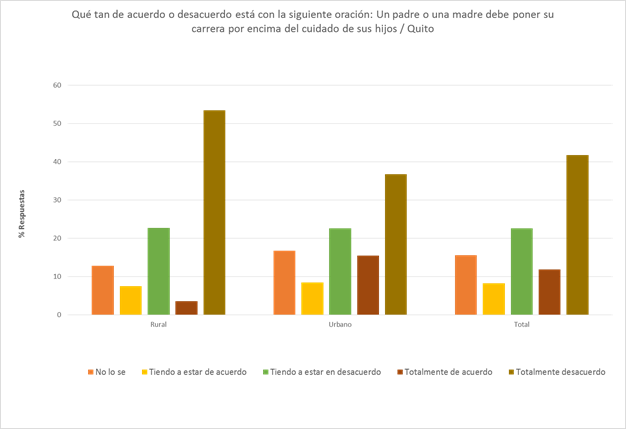 Qué tan de acuerdo o desacuerdo está con la siguiente oración: Un padre o una madre debe poner su
carrera por encima del cuidado de sus hijos / Quito
60
50
40
30
20
10
0
% Respuestas
Rural
Urbano
Total
No lo se
Tiendo a estar de acuerdo
Tiendo a estar en desacuerdo
Totalmente de acuerdo
Totalmente desacuerdo